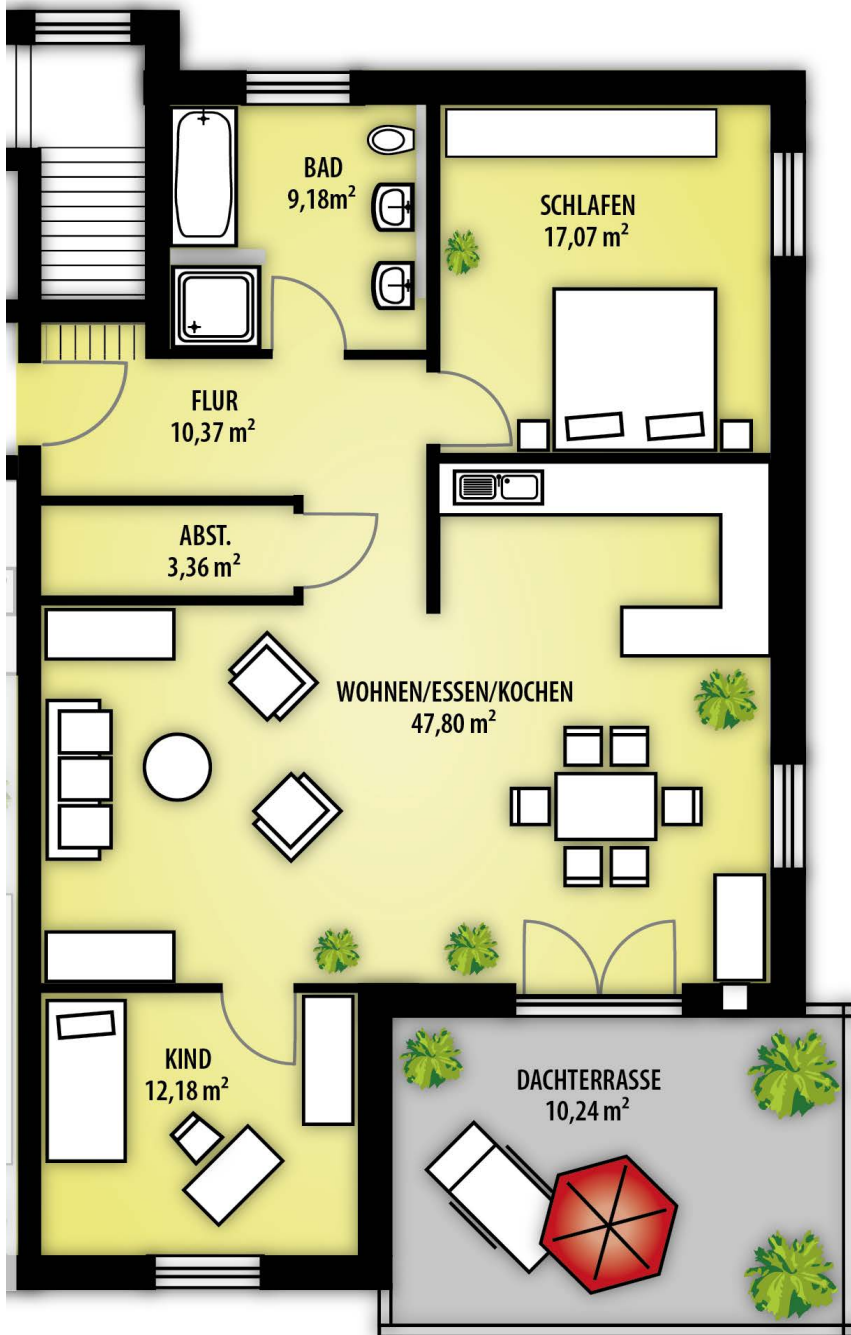 BAD
9,18m²
SCHLAFEN
17,07 m²
FLUR
10,37 m²
ABST.
3,36 m²
WOHNEN/ESSEN/KOCHEN
47,80 m²
KIND
12,18 m²
DACHTERRASSE
10,24 m²